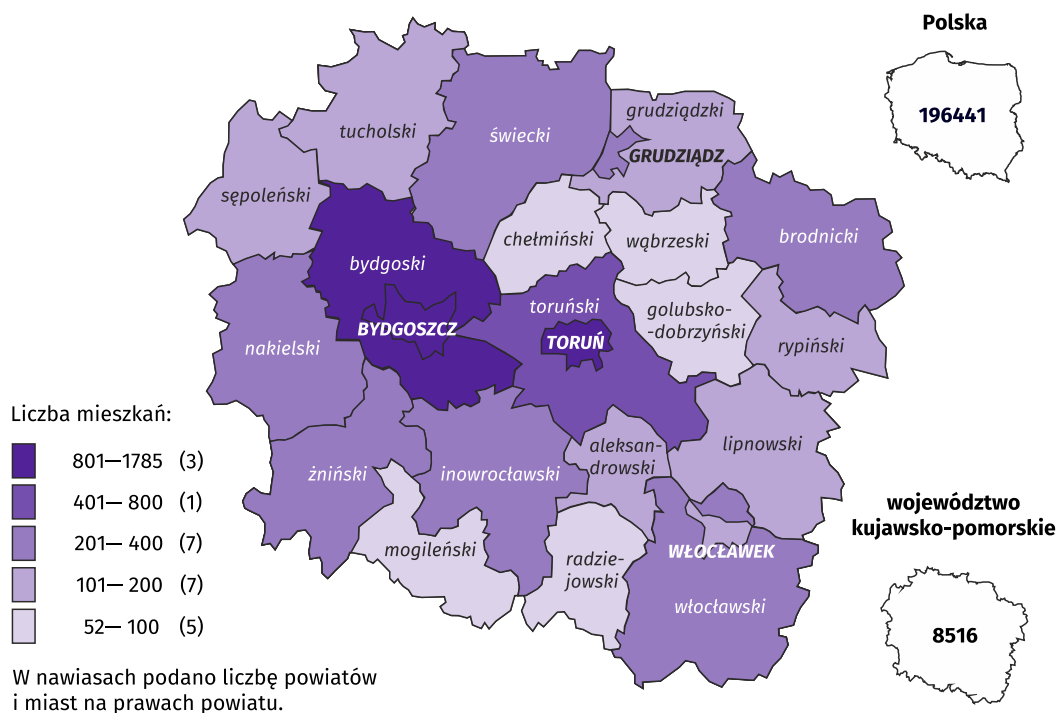 Polska
196441
grudziądzki
tucholski
świecki
GRUDZIĄDZ
sępoleński
chełmiński
wąbrzeski
brodnicki
bydgoski
toruński
golubsko-
-dobrzyński
BYDGOSZCZ
TORUŃ
nakielski
rypiński
Liczba mieszkań:
801—1785 (3)
401— 800 (1)
201— 400 (7)
101— 200 (7)
52— 100 (5)
aleksan-
drowski
lipnowski
żniński
inowrocławski
województwo
kujawsko-pomorskie
mogileński
radzie-
jowski
WŁOCŁAWEK
włocławski
8516
W nawiasach podano liczbę powiatów
i miast na prawach powiatu.